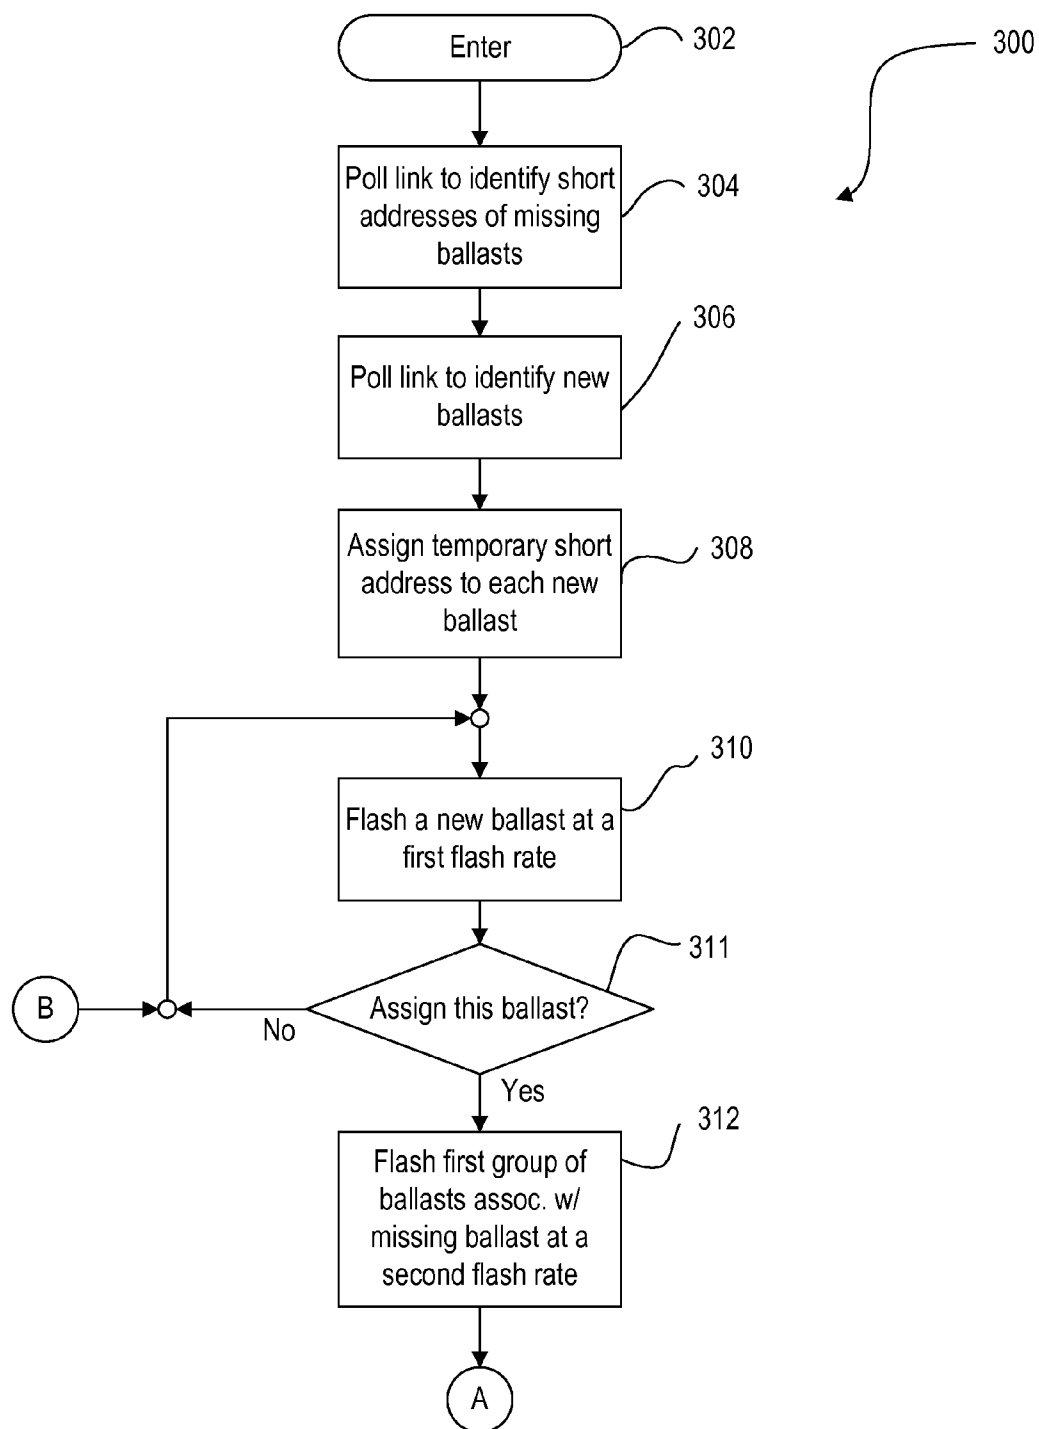 Enter
302
300
Poll link to identify short
addresses of missing
ballasts
304
306
Poll link to identify new
ballasts
Assign temporary short
address to each new
ballast
308
310
Flash a new ballast at a
first flash rate
311
Assign this ballast?
B
No
Yes
312
Flash first group of
ballasts assoc. w/
missing ballast at a
second flash rate
A